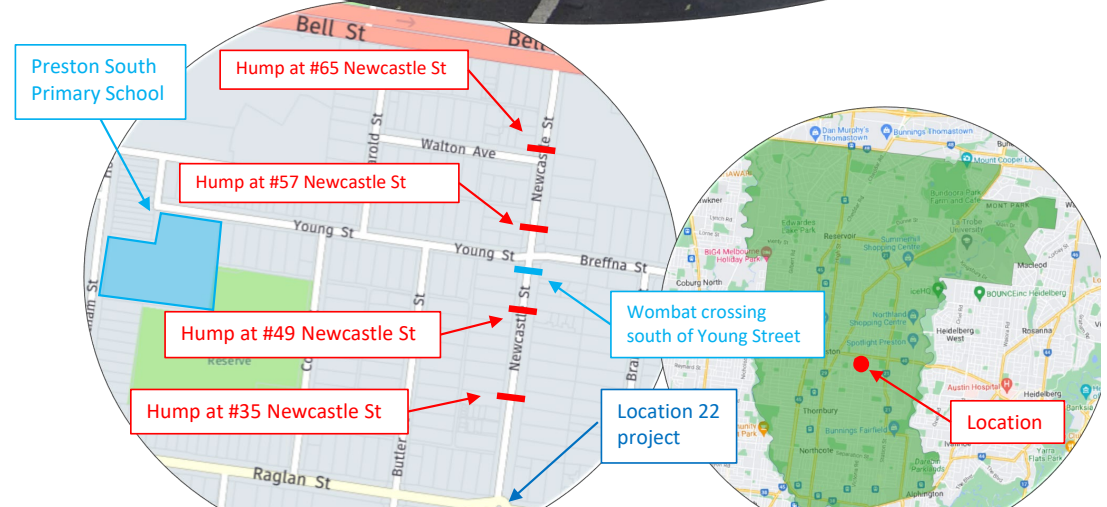 Bell St
Bell
Preston South
Primary School
Hump at #65 Newcastle St
Walton Ave
Newcastle St
Hump at #57 Newcastle St
Young St
Young St
Breffna St
Wombat crossing
south of Young Street
Hump at #49 Newcastle St
Newcastle St
Reserve
Hump at #35 Newcastle St
Butler
Raglan St
Location 22
project
Dan Murphy's
Thomastown
Bunnings Thomastown
Mount Cooper
Bundoora Park
Farm and Cafe
MONT PARK
Edwardes
Lake Park
La Trobe
University
Reservoir
Summerhill
Shopping Centre
BIG4 Melbourne
Holiday Park
Macleod
Coburg North
iceHQ
BOUNCEinc Heidelberg
Northland
Shopping Centre
Heidelberg
West
Rosanna
Spotlight Preston
Austin Hospital
Heidelberg
Thornbury
Location
Bunnings Fairfield
Northcote
Darebin
Parklands
Yarra
Flats Park
Alphington